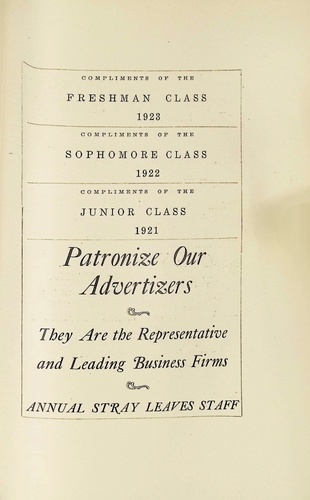 COMPLIMENTS OF THE
FRESHMAN CLASS
1923
COMPLIMENTS OF THE
SOPHOMORE CLASS
1922
COMPLIMENTS OF THE
JUNIOR CLASS
1921
Patronize Our
Advertizers
They Are the Representative
and Leading Business Firms
ANNUAL STRAY LEAVES STAFF